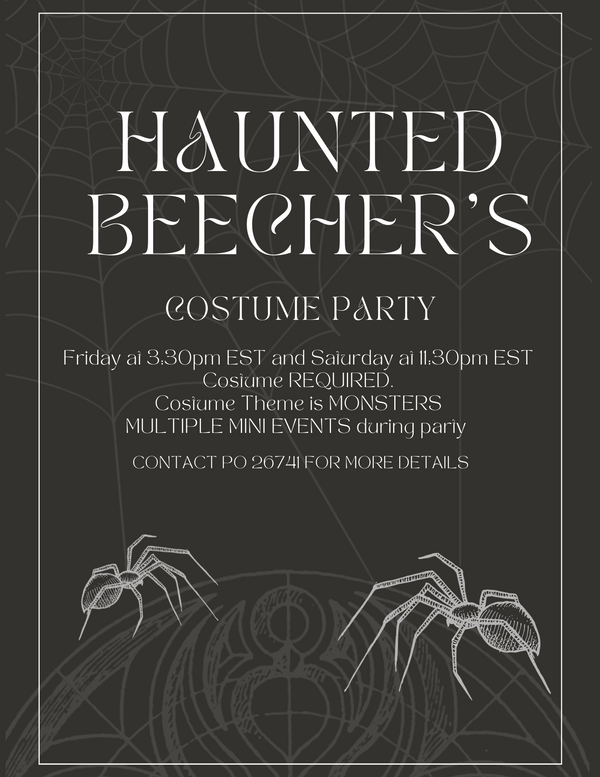 HAUNTED
BEECHER'S
COSTUME PARTY
Friday at 3:30pm EST and Saturday at 11:30pm EST
Costume REQUIRED.
Costume Theme is MONSTERS
MULTIPLE MINI EVENTS during party
CONTACT PO 26741 FOR MORE DETAILS